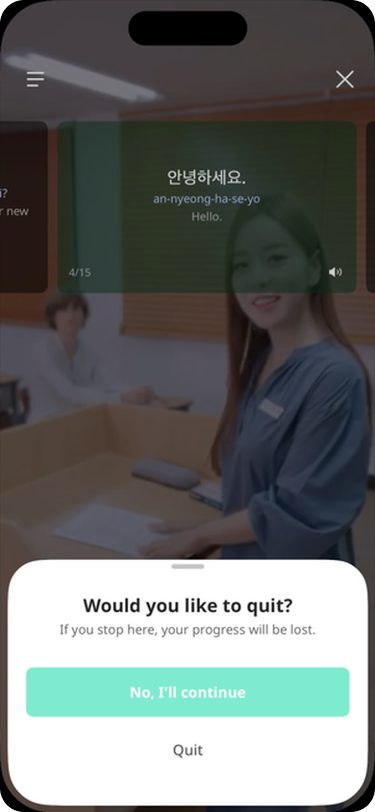 i?
r new
안녕하세요.
an-nyeong-ha-se-yo
Hello.
4/15
Would you like to quit?
If you stop here, your progress will be lost.
No, I'll continue
Quit